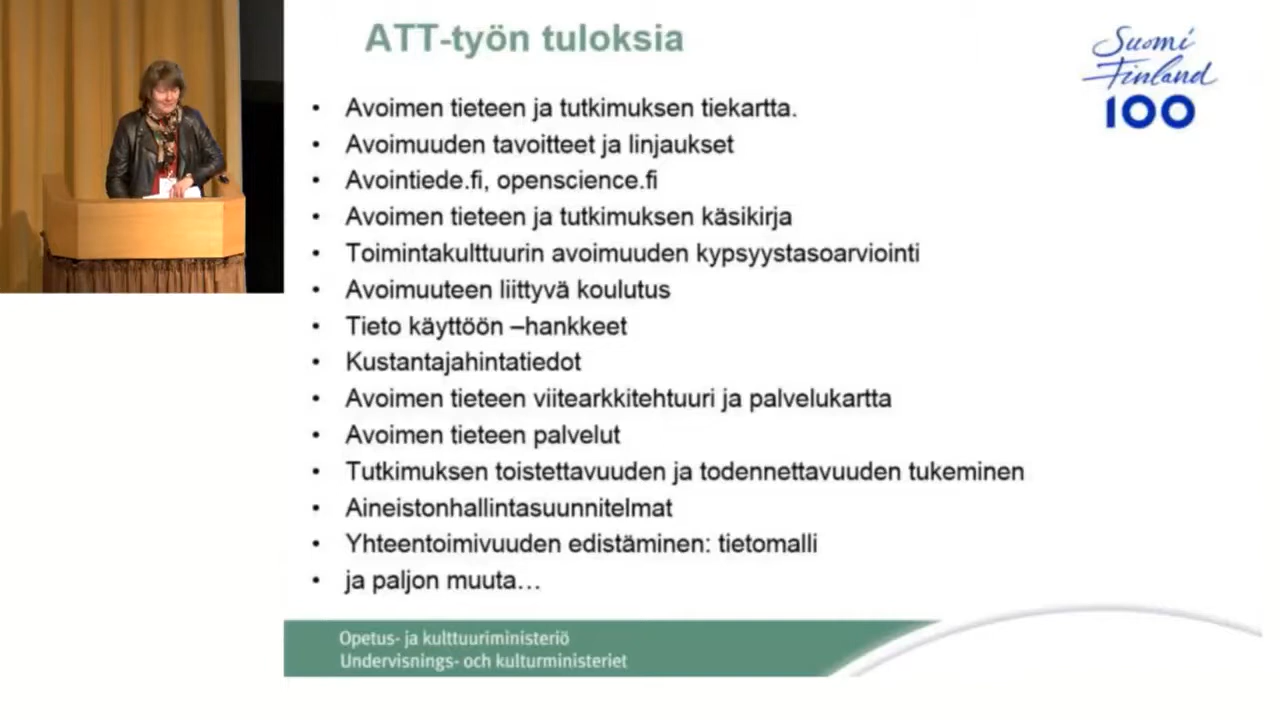 ATT-työn tuloksia
Suomi
Finland
100
• Avoimen tieteen ja tutkimuksen tiekartta.
• Avoimuuden tavoitteet ja linjaukset
• Avointiede.fi, openscience.fi
• Avoimen tieteen ja tutkimuksen käsikirja
• Toimintakulttuurin avoimuuden kypsyystasoarviointi
• Avoimuuteen liittyvä koulutus
• Tieto käyttöön –hankkeet
• Kustantajahintatiedot
• Avoimen tieteen viitearkkitehtuuri ja palvelukartta
• Avoimen tieteen palvelut
• Tutkimuksen toistettavuuden ja todennettavuuden tukeminen
• Aineistonhallintasuunnitelmat
• Yhteentoimivuuden edistäminen: tietomalli
• ja paljon muuta…
Opetus- ja kulttuuriministeriö
Undervisnings- och kulturministeriet